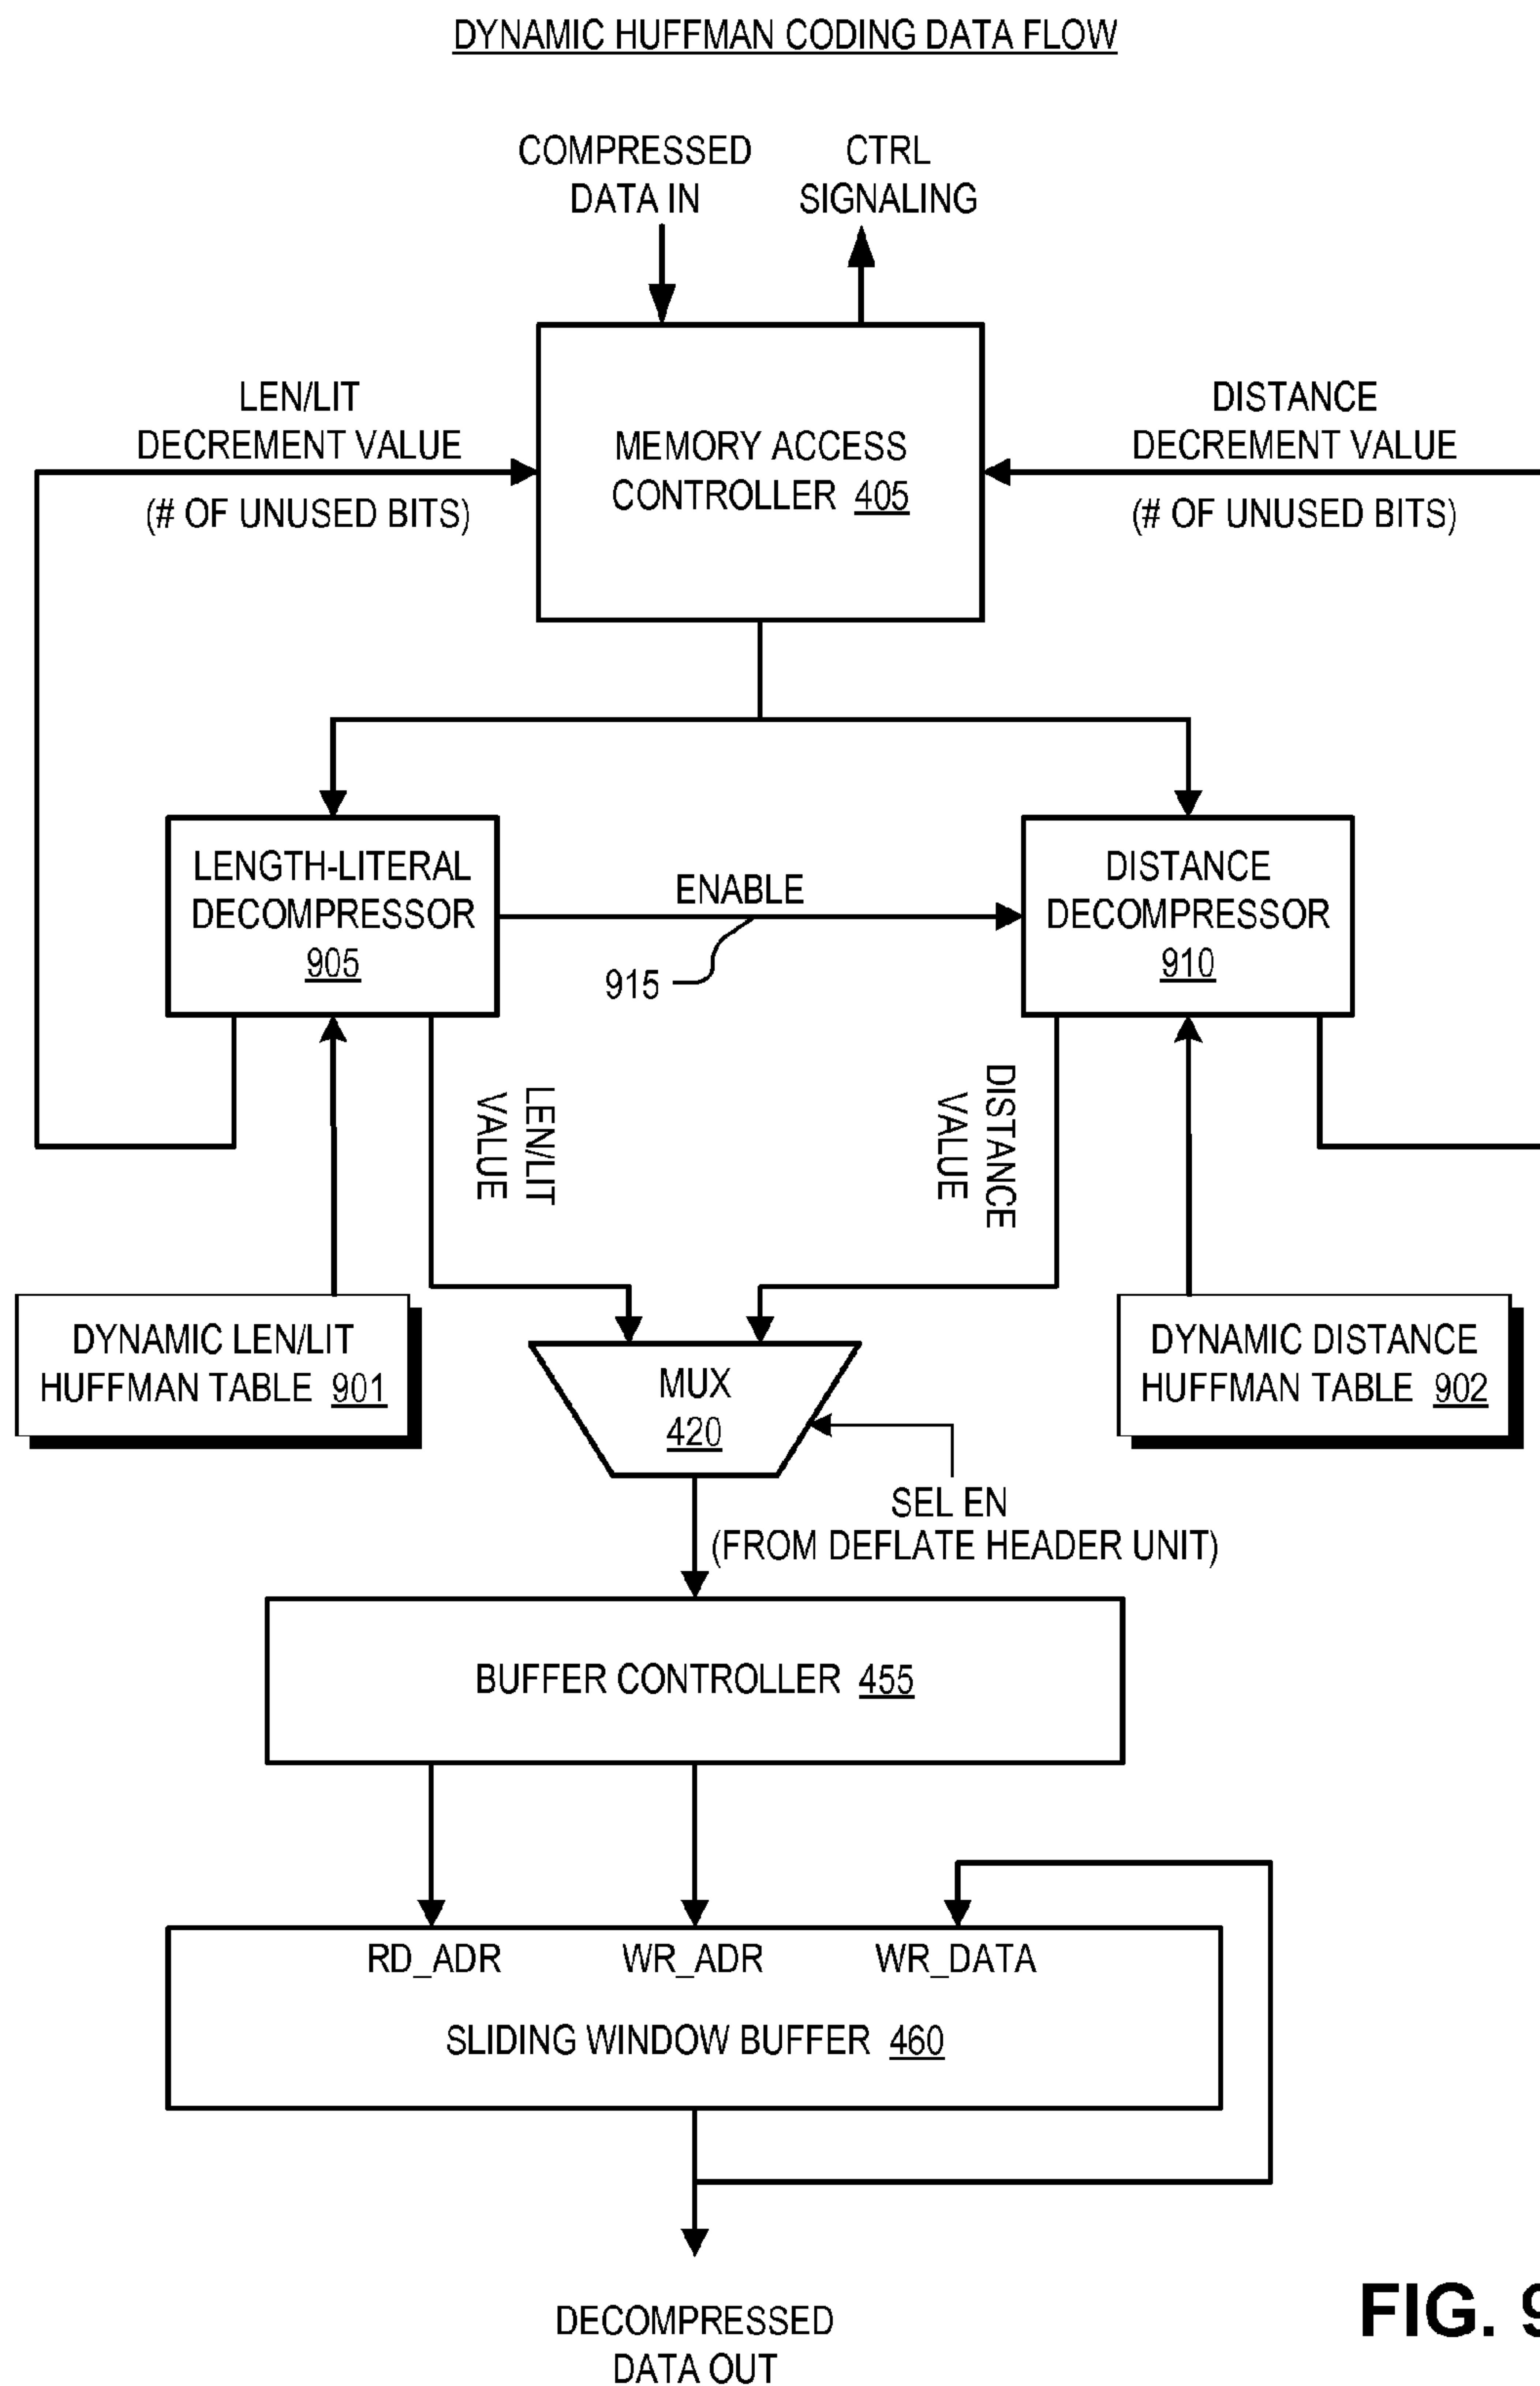 DYNAMIC HUFFMAN CODING DATA FLOW
COMPRESSED
DATA IN
CTRL
SIGNALING
LEN/LIT
DECREMENT VALUE
(# OF UNUSED BITS)
MEMORY ACCESS
CONTROLLER 405
DISTANCE
DECREMENT VALUE
(# OF UNUSED BITS)
LENGTH-LITERAL
DECOMPRESSOR
905
ENABLE
915
DISTANCE
DECOMPRESSOR
910
LEN/LIT
VALUE
DISTANCE
VALUE
DYNAMIC LEN/LIT
HUFFMAN TABLE 901
MUX
420
DYNAMIC DISTANCE
HUFFMAN TABLE 902
SEL EN
(FROM DEFLATE HEADER UNIT)
BUFFER CONTROLLER 455
RD_ADR
WR_ADR
WR_DATA
SLIDING WINDOW BUFFER 460
DECOMPRESSED
DATA OUT
FIG. 9